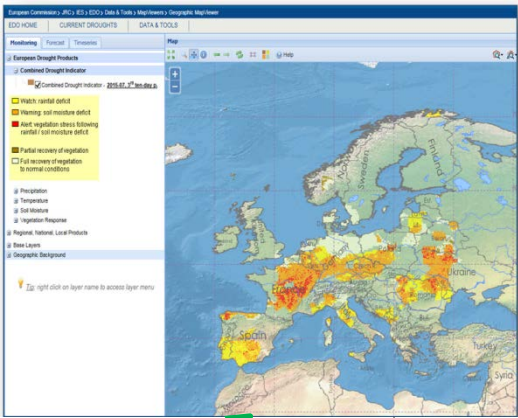 European Commission > JRC > IES > EDO > Data & Tools > MapViewers > Geographic MapViewer
EDO HOME
CURRENT DROUGHTS
DATA & TOOLS
Monitoring
Forecast
Timeseries
European Drought Products
Combined Drought Indicator
Combined Drought Indicator - 2015-07, 3rd ten-day p.
Watch: rainfall deficit
Warning: soil moisture deficit
Alert: vegetation stress following
rainfall / soil moisture deficit
Partial recovery of vegetation
Full recovery of vegetation
to normal conditions
Precipitation
Temperature
Soil Moisture
Vegetation Response
Regional, National, Local Products
Base Layers
Geographic Background
Tip: right click on layer name to access layer menu
Map
Help
Sweden
Finland
Ukraine
France
Spain
Turkey
Syria